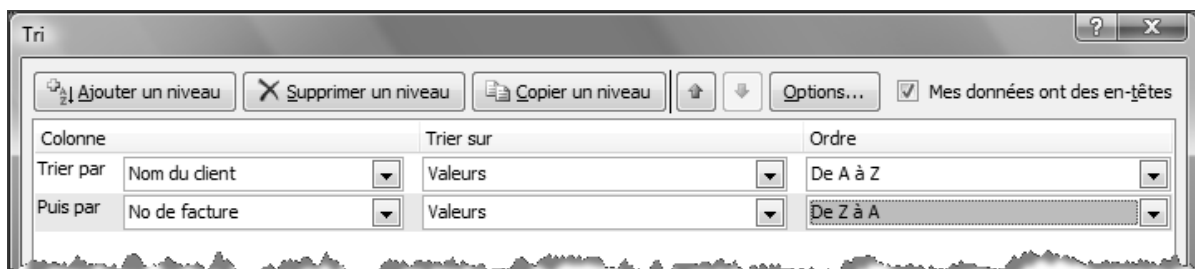 Tri
Ajouter un niveau Supprimer un niveau Copier un niveau Options... Mes données ont des en-têtes
Colonne Trier sur Ordre
Trier par Nom du client Valeurs De A à Z
Puis par No de facture Valeurs De Z à A